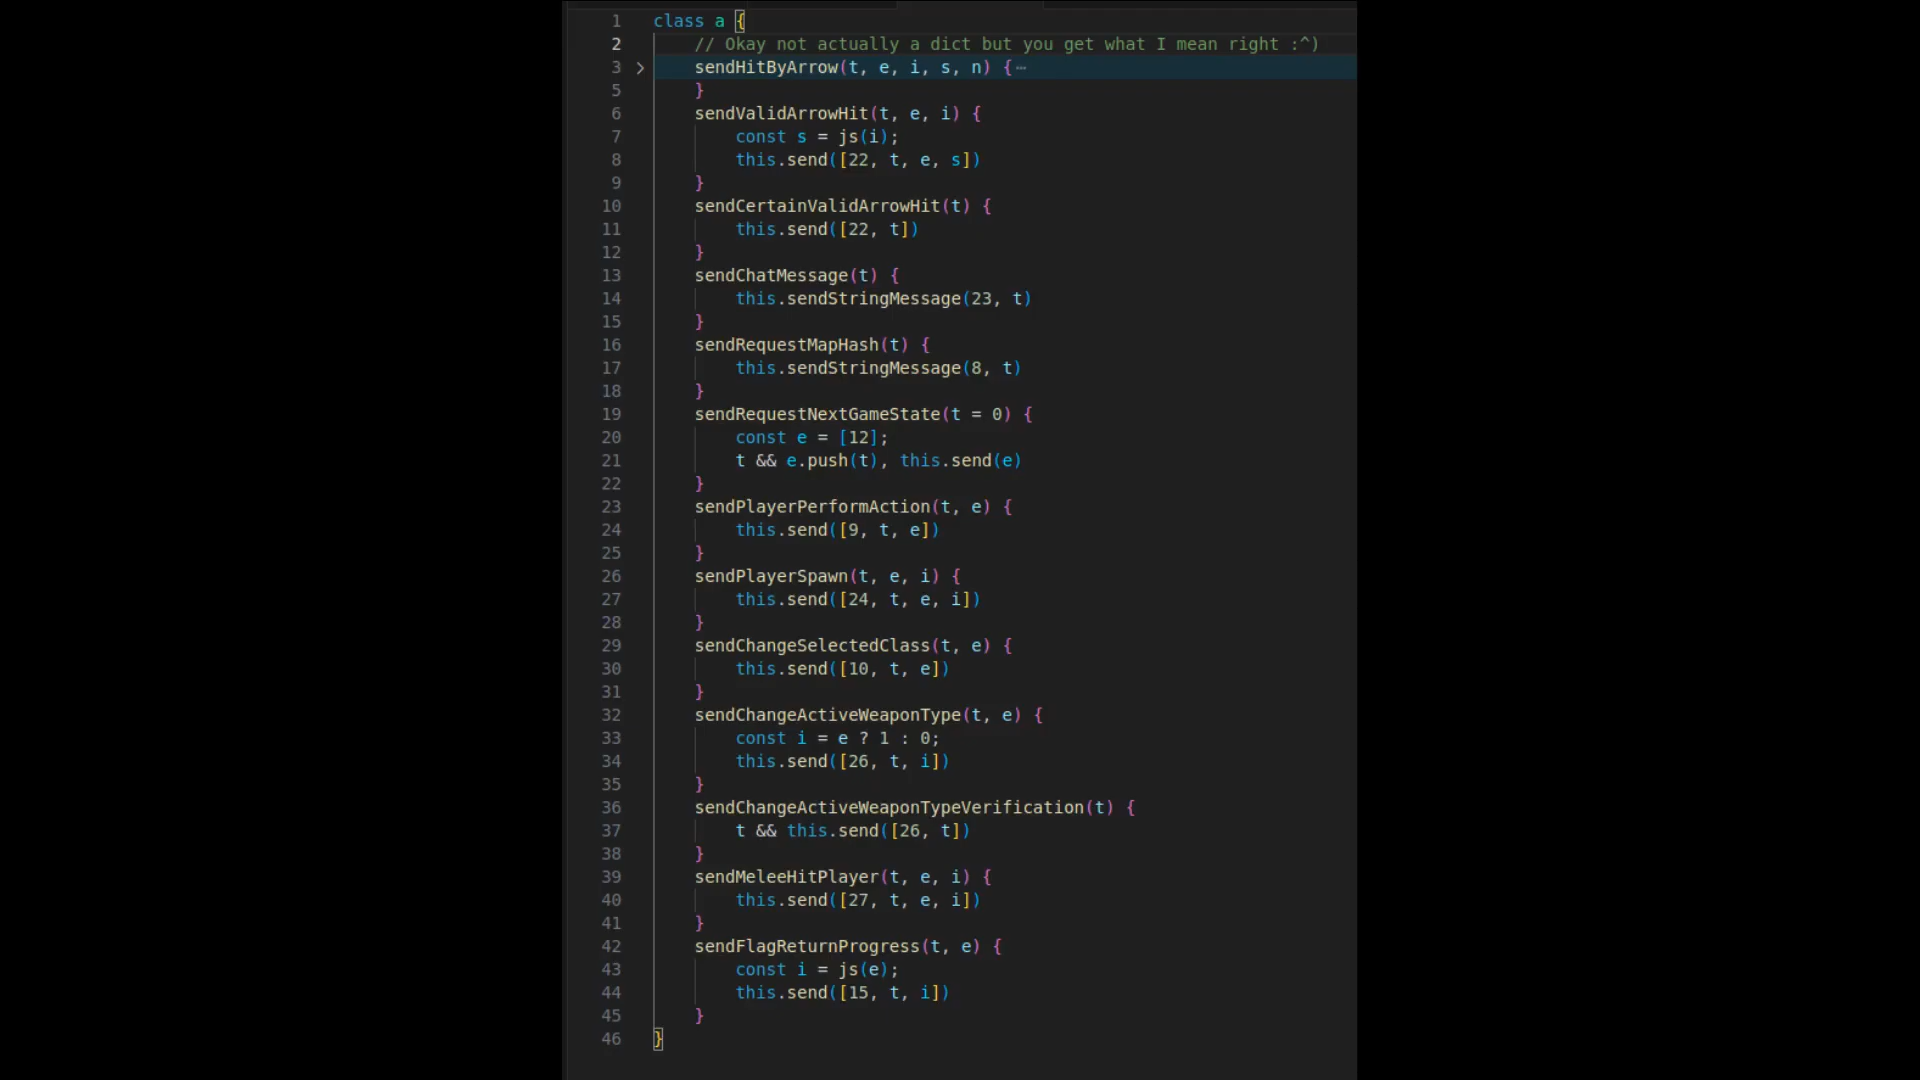 1 class a {
2 // Okay not actually a dict but you get what I mean right :^)
3 > sendHitByArrow(t, e, i, s, n) {⋯
5 }
6 sendValidArrowHit(t, e, i) {
7 const s = js(i);
8 this.send([22, t, e, s])
9 }
10 sendCertainValidArrowHit(t) {
11 this.send([22, t])
12 }
13 sendChatMessage(t) {
14 this.sendStringMessage(23, t)
15 }
16 sendRequestMapHash(t) {
17 this.sendStringMessage(8, t)
18 }
19 sendRequestNextGameState(t = 0) {
20 const e = [12];
21 t && e.push(t), this.send(e)
22 }
23 sendPlayerPerformAction(t, e) {
24 this.send([9, t, e])
25 }
26 sendPlayerSpawn(t, e, i) {
27 this.send([24, t, e, i])
28 }
29 sendChangeSelectedClass(t, e) {
30 this.send([10, t, e])
31 }
32 sendChangeActiveWeaponType(t, e) {
33 const i = e ? 1 : 0;
34 this.send([26, t, i])
35 }
36 sendChangeActiveWeaponTypeVerification(t) {
37 t && this.send([26, t])
38 }
39 sendMeleeHitPlayer(t, e, i) {
40 this.send([27, t, e, i])
41 }
42 sendFlagReturnProgress(t, e) {
43 const i = js(e);
44 this.send([15, t, i])
45 }
46 }